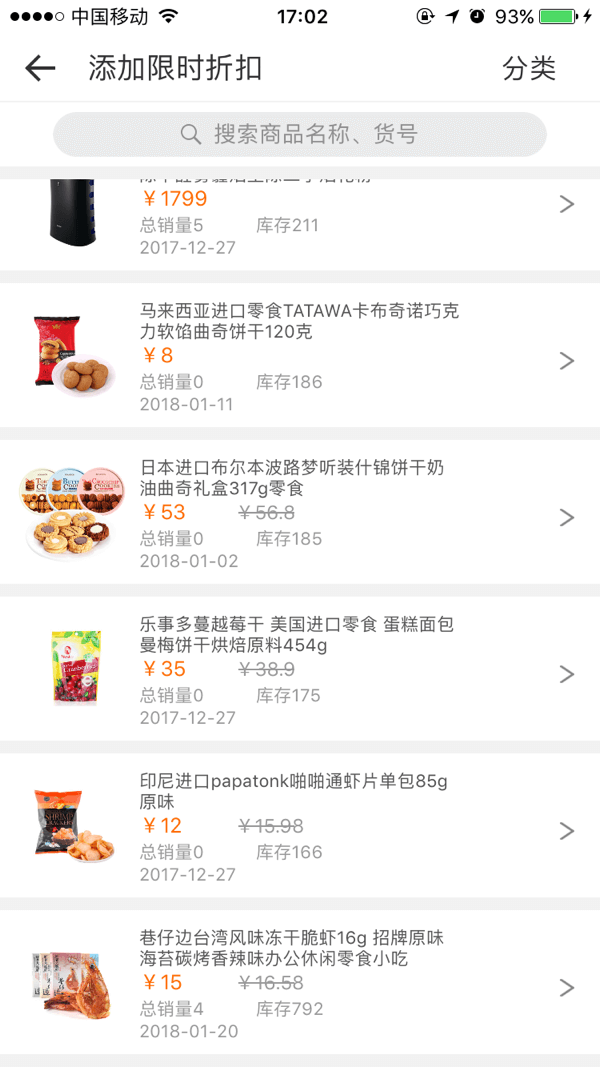 中国移动
17:02
93%
添加限时折扣
分类
搜索商品名称、货号
￥1799
总销量5 库存211
2017-12-27
马来西亚进口零食TATAWA卡布奇诺巧克
力软馅曲奇饼干120克
￥8
总销量0 库存186
2018-01-11
日本进口布尔本波路梦听装什锦饼干奶
油曲奇礼盒317g零食
￥53 ￥56.8
总销量0 库存185
2018-01-02
乐事多蔓越莓干 美国进口零食 蛋糕面包
曼梅饼干烘焙原料454g
￥35 ￥38.9
总销量0 库存175
2017-12-27
印尼进口papatonk啪啪通虾片单包85g
原味
￥12 ￥15.98
总销量0 库存166
2017-12-27
SHRIMP
巷仔边台湾风味冻干脆虾16g 招牌原味
海苔碳烤香辣味办公休闲零食小吃
￥15 ￥16.58
总销量4 库存792
2018-01-20